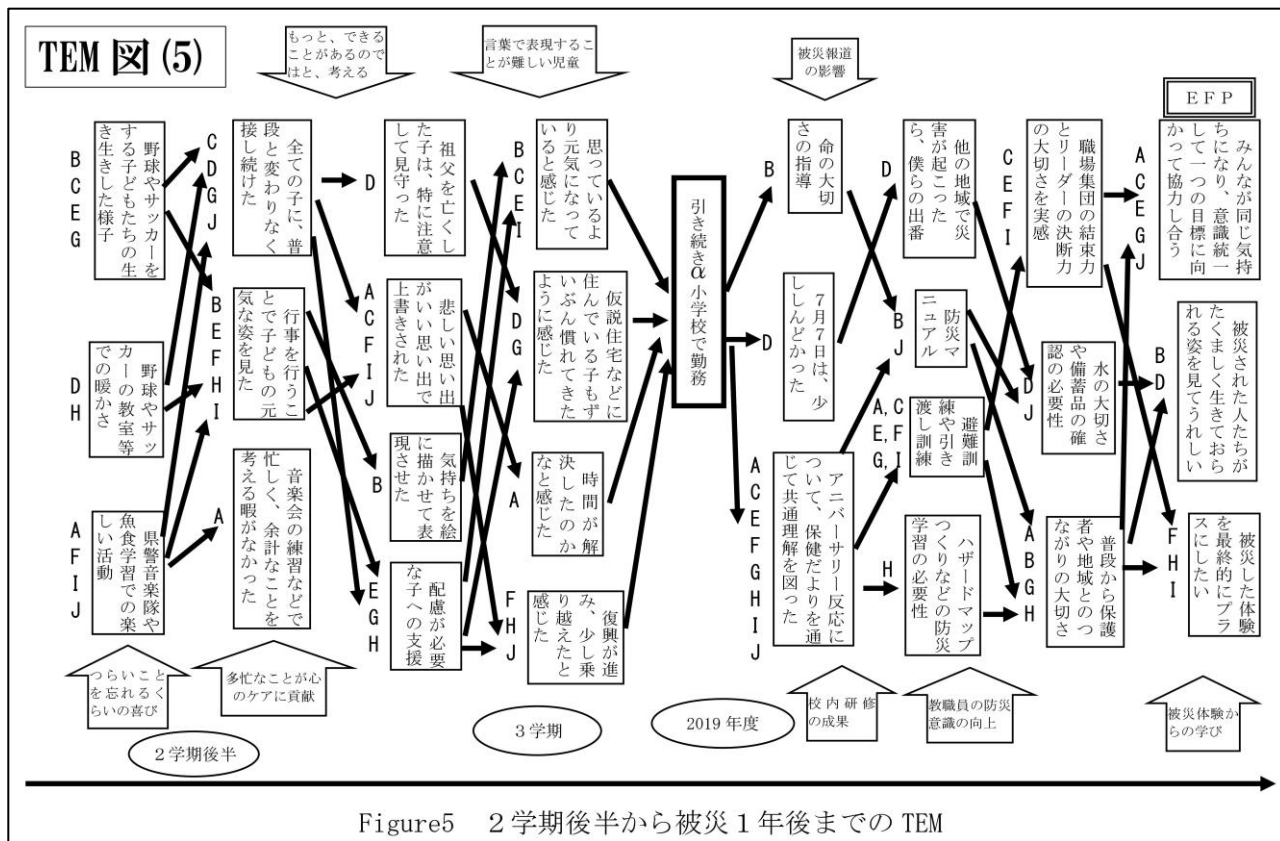 TEM 図(5)
もっと、できる
ことがあるので
はと、考える
言葉で表現するこ
とが難しい児童
被災報道
の影響
EFP
BCEG
野球やサッカーを
する子どもたちの生
き生きした様子
DH
野球やサッ
カーの教室等
での暖かさ
AFIJ
県警音楽隊や
魚食学習での楽
しい活動
つらいこと
を忘れるく
らいの喜び
CDGJ
BEFHI
A
全ての子に、普
段と変わりなく
接し続けた
行事を行うこ
とで子どもの元
気な姿を見た
音楽会の練習などで
忙しく、余計なことを
考える暇がなかった
多忙なことが心
のケアに貢献
2学期後半
D
ACFIJ
B
EGH
祖父を亡くし
た子は、特に注意
して見守った
悲しい思い出
がいい思い出で
上書きされた
気持ちを絵
に描かせて表
現させた
配慮が必要
な子への支援
BCEI
DG
A
FHJ
思っているよ
り元気になって
いると感じた
仮説住宅などに
住んでいる子もず
いぶん慣れてきた
ように感じた
時間が解
決したのか
なと感じた
復興が進
み、少し乗
り越えたと
感じた
3学期
引き続きα小学校で勤務
2019年度
B
D
ACEFGHIJ
命の大切
さの指導
7月7日は、少
ししんどかった
アニバーサリー反応に
ついて、保健だよりを通
じて共通理解を図った
校内研修
の成果
D
BJ
A,E,G,
CFI
H
他の地域で災
害が起こった
ら、僕らの出番
防災マ
ニュアル
避難訓
練や引き
渡し訓練
ハザードマップ
つくりなどの防災
学習の必要性
教職員の防災
意識の向上
CEFI
DJ
ABGH
職場集団の結束力
とリーダーの決断力
の大切さを実感
水の大切さ
や備蓄品の確
認の必要性
普段から保護
者や地域とのつ
ながりの大切さ
ACEGJ
BD
FHI
みんなが同じ気持
ちになり、意識統一
して一つの目標に向
かって協力し合う
被災された人たちが
たくましく生きておら
れる姿を見てうれしい
被災した体験
を最終的にプラ
スにしたい
被災体験か
らの学び
Figure5 2学期後半から被災1年後までのTEM